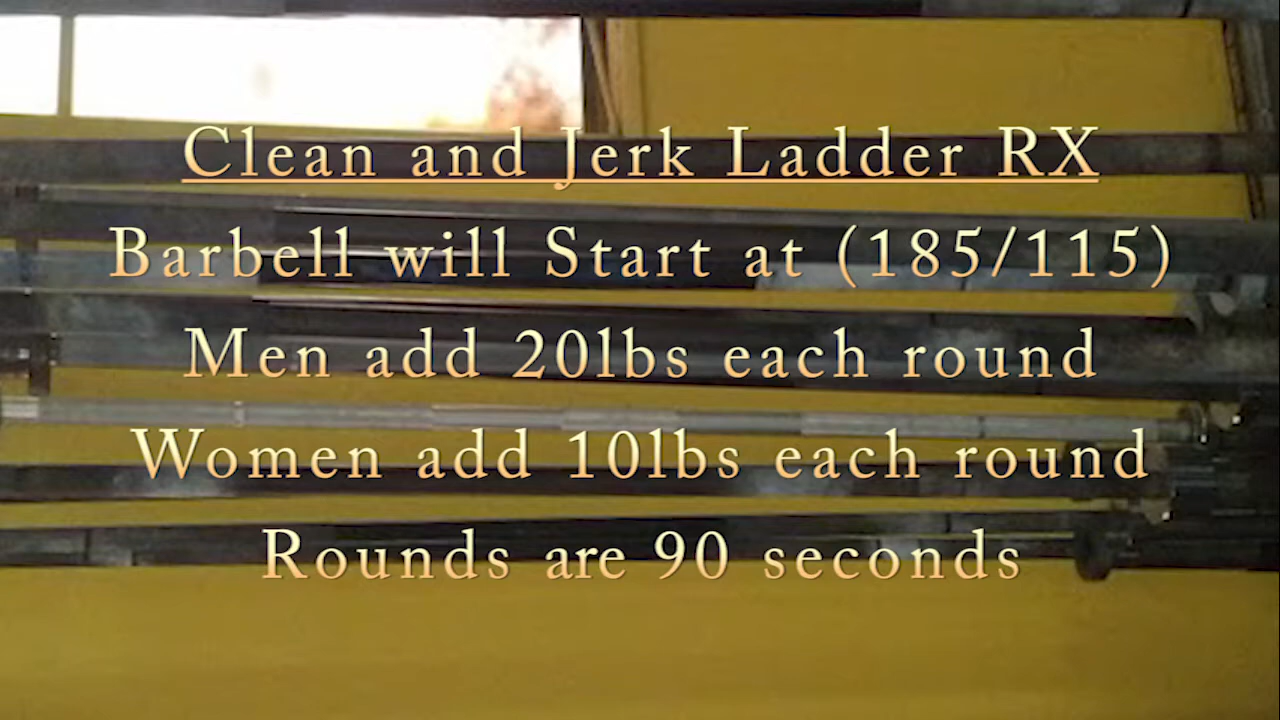 Clean and Jerk Ladder RX
Barbell will Start at (185/115)
Men add 20lbs each round
Women add 10lbs each round
Rounds are 90 seconds